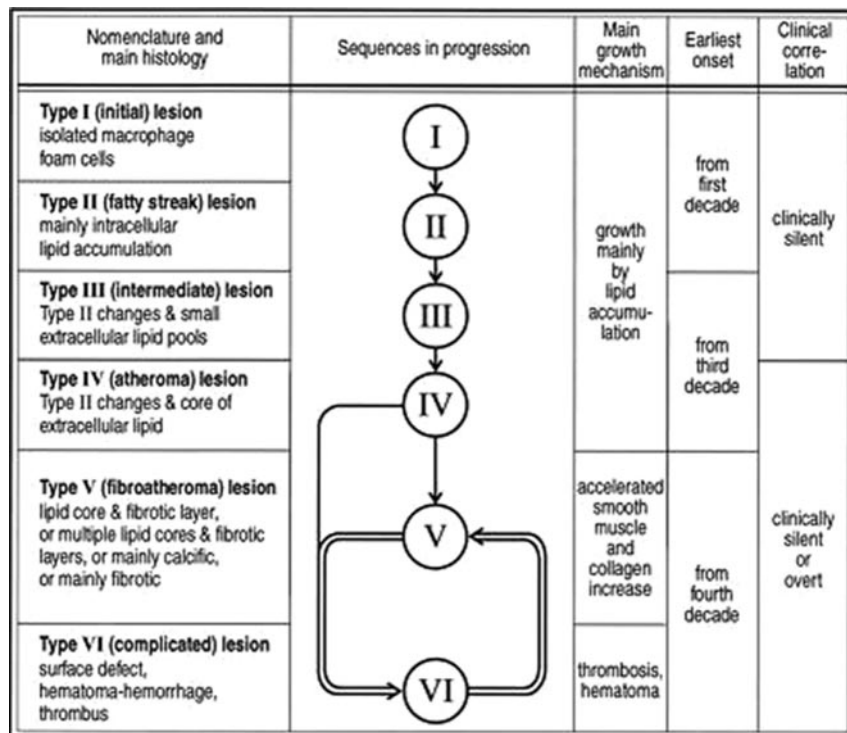 Nomenclature and
main histology
Sequences in progression
Main
growth
mechanism
Earliest
onset
Clinical
corre-
lation
Type I (initial) lesion
isolated macrophage
foam cells
Type II (fatty streak) lesion
mainly intracellular
lipid accumulation
Type III (intermediate) lesion
Type II changes & small
extracellular lipid pools
Type IV (atheroma) lesion
Type II changes & core of
extracellular lipid
Type V (fibroatheroma) lesion
lipid core & fibrotic layer,
or multiple lipid cores & fibrotic
layers, or mainly calcific,
or mainly fibrotic
Type VI (complicated) lesion
surface defect,
hematoma-hemorrhage,
thrombus
I
II
III
IV
V
VI
growth
mainly
by
lipid
accumu-
lation
accelerated
smooth
muscle
and
collagen
increase
thrombosis,
hematoma
from
first
decade
from
third
decade
from
fourth
decade
clinically
silent
clinically
silent
or
overt